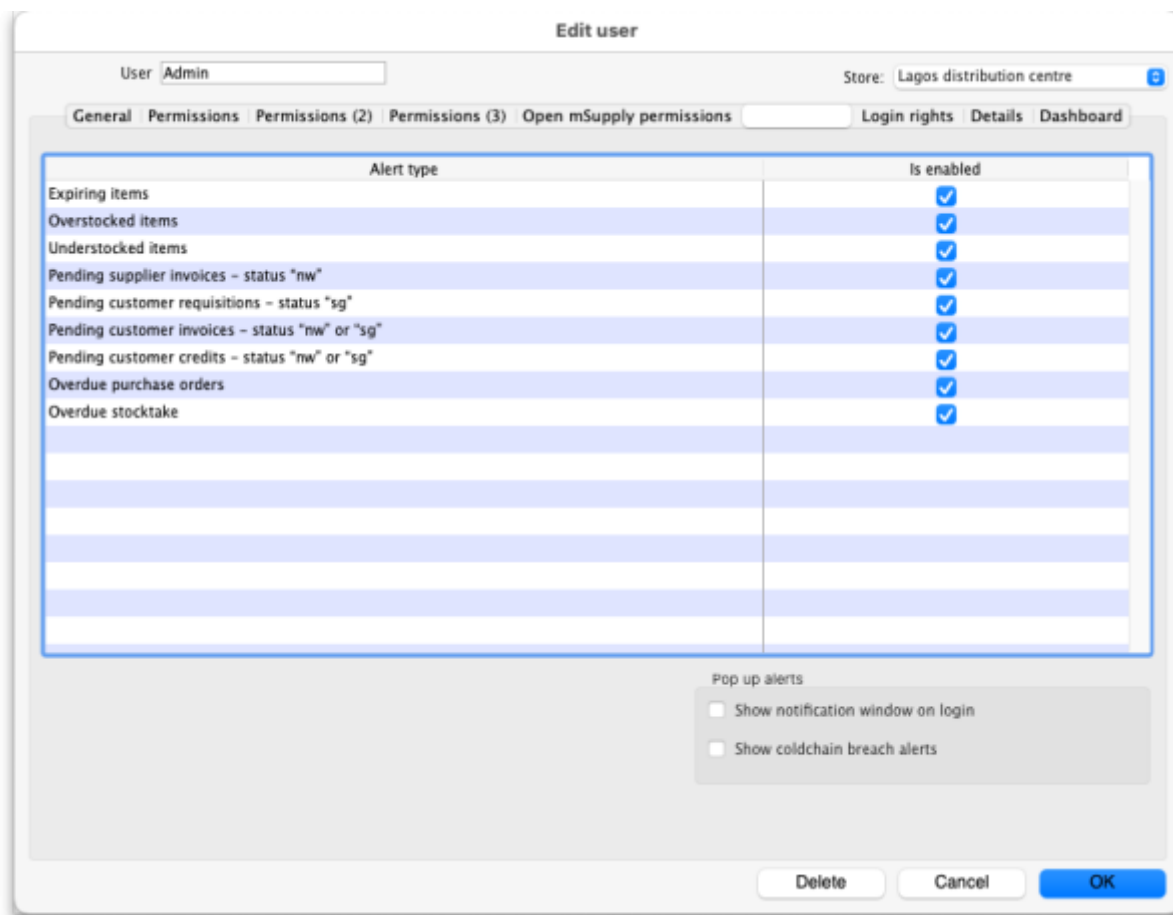 Edit user
User Admin Store: Lagos distribution centre
General Permissions Permissions (2) Permissions (3) Open mSupply permissions Login rights Details Dashboard
Alert type Is enabled
Expiring items
Overstocked items
Understocked items
Pending supplier invoices – status “nw”
Pending customer requisitions – status “sg”
Pending customer invoices – status “nw” or “sg”
Pending customer credits – status “nw” or “sg”
Overdue purchase orders
Overdue stocktake
Pop up alerts
Show notification window on login
Show coldchain breach alerts
Delete Cancel OK